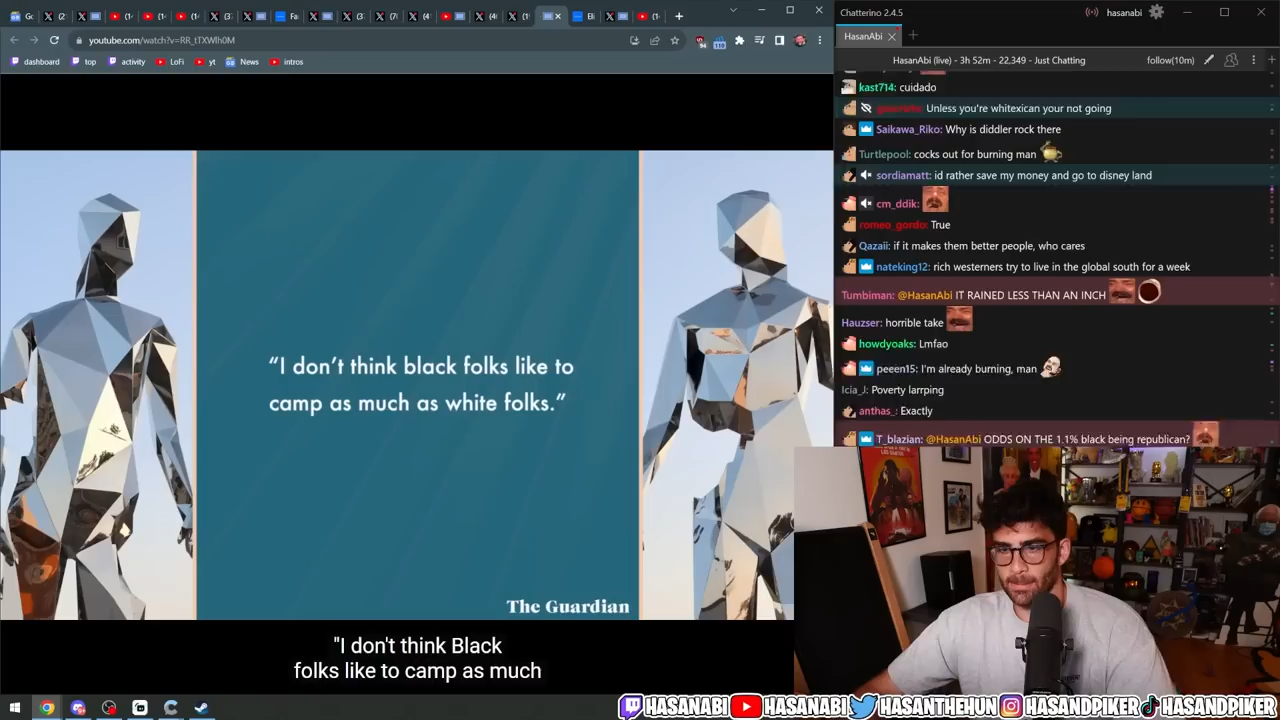 youtube.com/watch?v=RR_tTXWlh0M
dashboard
top
activity
LoFi
yt
News
intros
“I don’t think black folks like to
camp as much as white folks.”
The Guardian
"I don't think Black
folks like to camp as much
Chatterino 2.4.5
hasanabi
HasanAbi
HasanAbi (live) - 3h 52m - 22,349 - Just Chatting
follow(10m)
kast714: cuidado
Unless you're whitexican your not going
Saikawa_Riko: Why is diddler rock there
Turtlepool: cocks out for burning man
sordiamatt: id rather save my money and go to disney land
cm_ddik:
romeo_gordo: True
Qazaii: if it makes them better people, who cares
nateking12: rich westerners try to live in the global south for a week
Tumbiman: @HasanAbi IT RAINED LESS THAN AN INCH
Hauzser: horrible take
howdyoaks: Lmfao
peeen15: I'm already burning, man
Icia_J: Poverty larrping
anthas_: Exactly
T_blazian: @HasanAbi ODDS ON THE 1.1% black being republican?
HASANABI
HASANABI
HASANTHEHUN
HASANDPIKER
HASANDPIKER